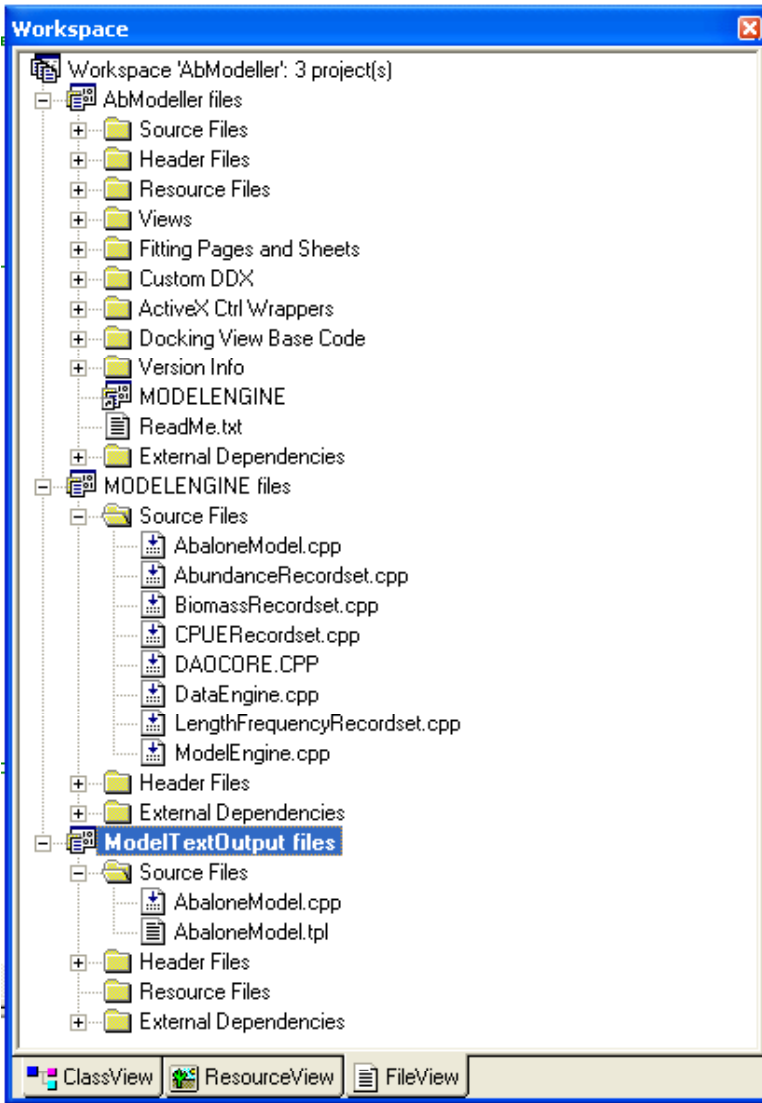 Workspace
Workspace 'AbModeller': 3 project(s)
AbModeller files
Source Files
Header Files
Resource Files
Views
Fitting Pages and Sheets
Custom DDX
ActiveX Ctrl Wrappers
Docking View Base Code
Version Info
MODELENGINE
ReadMe.txt
External Dependencies
MODELENGINE files
Source Files
AbaloneModel.cpp
AbundanceRecordset.cpp
BiomassRecordset.cpp
CPUERecordset.cpp
DAOCORE.CPP
DataEngine.cpp
LengthFrequencyRecordset.cpp
ModelEngine.cpp
Header Files
External Dependencies
ModelTextOutput files
Source Files
AbaloneModel.cpp
AbaloneModel.tpl
Header Files
Resource Files
External Dependencies
ClassView ResourceView FileView